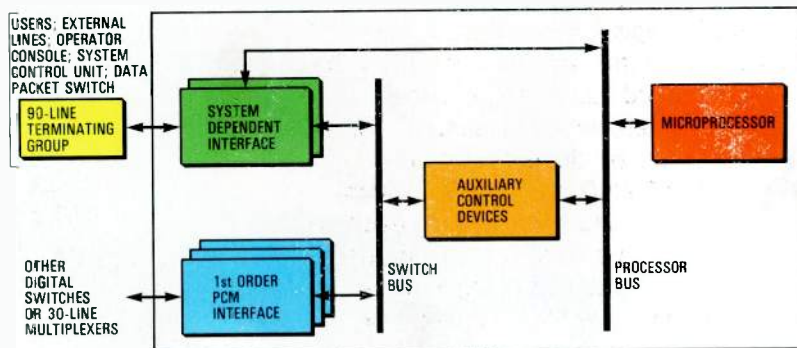 USERS; EXTERNAL
LINES; OPERATOR
CONSOLE; SYSTEM
CONTROL UNIT; DATA
PACKET SWITCH
90-LINE
TERMINATING
GROUP
SYSTEM
DEPENDENT
INTERFACE
MICROPROCESSOR
AUXILIARY
CONTROL
DEVICES
OTHER
DIGITAL
SWITCHES
OR 30-LINE
MULTIPLEXERS
1st ORDER
PCM
INTERFACE
SWITCH
BUS
PROCESSOR
BUS